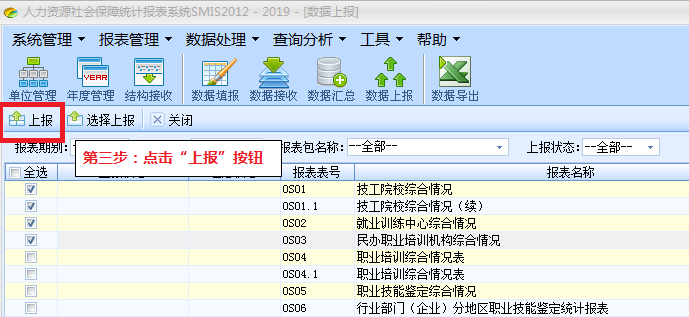 人力资源社会保障统计报表系统SMIS2012 - 2019 - [数据上报]
系统管理 报表管理 数据处理 查询分析 工具 帮助
单位管理 年度管理 结构接收 数据填报 数据接收 数据汇总 数据上报 数据导出
上报 选择上报 关闭
报表期别: 报表包名称: --全部-- 上报状态: --全部--
第三步：点击“上报”按钮
全选 报表表号 报表名称
OS01 技工院校综合情况
OS01.1 技工院校综合情况（续）
OS02 就业训练中心综合情况
OS03 民办职业培训机构综合情况
OS04 职业培训综合情况表
OS04.1 职业培训综合情况表
OS05 职业技能鉴定综合情况
OS06 行业部门（企业）分地区职业技能鉴定统计报表